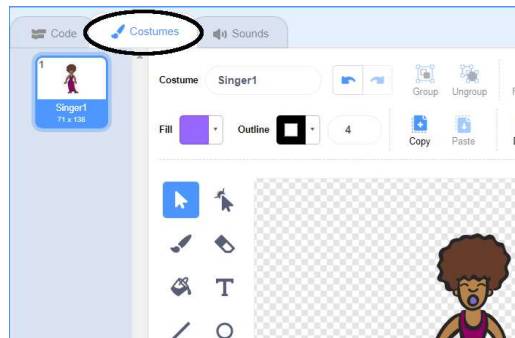 Code
Costumes
Sounds
1
Singer1
71 x 138
Costume
Singer1
Group
Ungroup
Fill
Outline
4
Copy
Paste
T